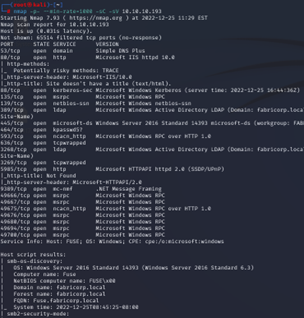 (root㉿kali)-[~]
# nmap -p- --min-rate=1000 -sC -sV 10.10.10.193
Starting Nmap 7.93 ( https://nmap.org ) at 2022-12-25 11:29 EST
Nmap scan report for 10.10.10.193
Host is up (0.031s latency).
Not shown: 65514 filtered tcp ports (no-response)
PORT STATE SERVICE VERSION
53/tcp open domain Simple DNS Plus
80/tcp open http Microsoft IIS httpd 10.0
| http-methods:
|_ Potentially risky methods: TRACE
|_http-server-header: Microsoft-IIS/10.0
|_http-title: Site doesn't have a title (text/html).
88/tcp open kerberos-sec Microsoft Windows Kerberos (server time: 2022-12-25 16:44:36Z)
135/tcp open msrpc Microsoft Windows RPC
139/tcp open netbios-ssn Microsoft Windows netbios-ssn
389/tcp open ldap Microsoft Windows Active Directory LDAP (Domain: fabricorp.local
Site-Name)
445/tcp open microsoft-ds Windows Server 2016 Standard 14393 microsoft-ds (workgroup: FAB
464/tcp open kpasswd5?
593/tcp open ncacn_http Microsoft Windows RPC over HTTP 1.0
636/tcp open tcpwrapped
3268/tcp open ldap Microsoft Windows Active Directory LDAP (Domain: fabricorp.local
Site-Name)
3269/tcp open tcpwrapped
5985/tcp open http Microsoft HTTPAPI httpd 2.0 (SSDP/UPnP)
|_http-title: Not Found
|_http-server-header: Microsoft-HTTPAPI/2.0
9389/tcp open mc-nmf .NET Message Framing
49666/tcp open msrpc Microsoft Windows RPC
49667/tcp open msrpc Microsoft Windows RPC
49675/tcp open ncacn_http Microsoft Windows RPC over HTTP 1.0
49676/tcp open msrpc Microsoft Windows RPC
49680/tcp open msrpc Microsoft Windows RPC
49698/tcp open msrpc Microsoft Windows RPC
49700/tcp open msrpc Microsoft Windows RPC
Service Info: Host: FUSE; OS: Windows; CPE: cpe:/o:microsoft:windows
Host script results:
| smb-os-discovery:
| OS: Windows Server 2016 Standard 14393 (Windows Server 2016 Standard 6.3)
| Computer name: Fuse
| NetBIOS computer name: FUSE\x00
| Domain name: fabricorp.local
| Forest name: fabricorp.local
| FQDN: Fuse.fabricorp.local
|_ System time: 2022-12-25T08:45:25-08:00
| smb2-security-mode: